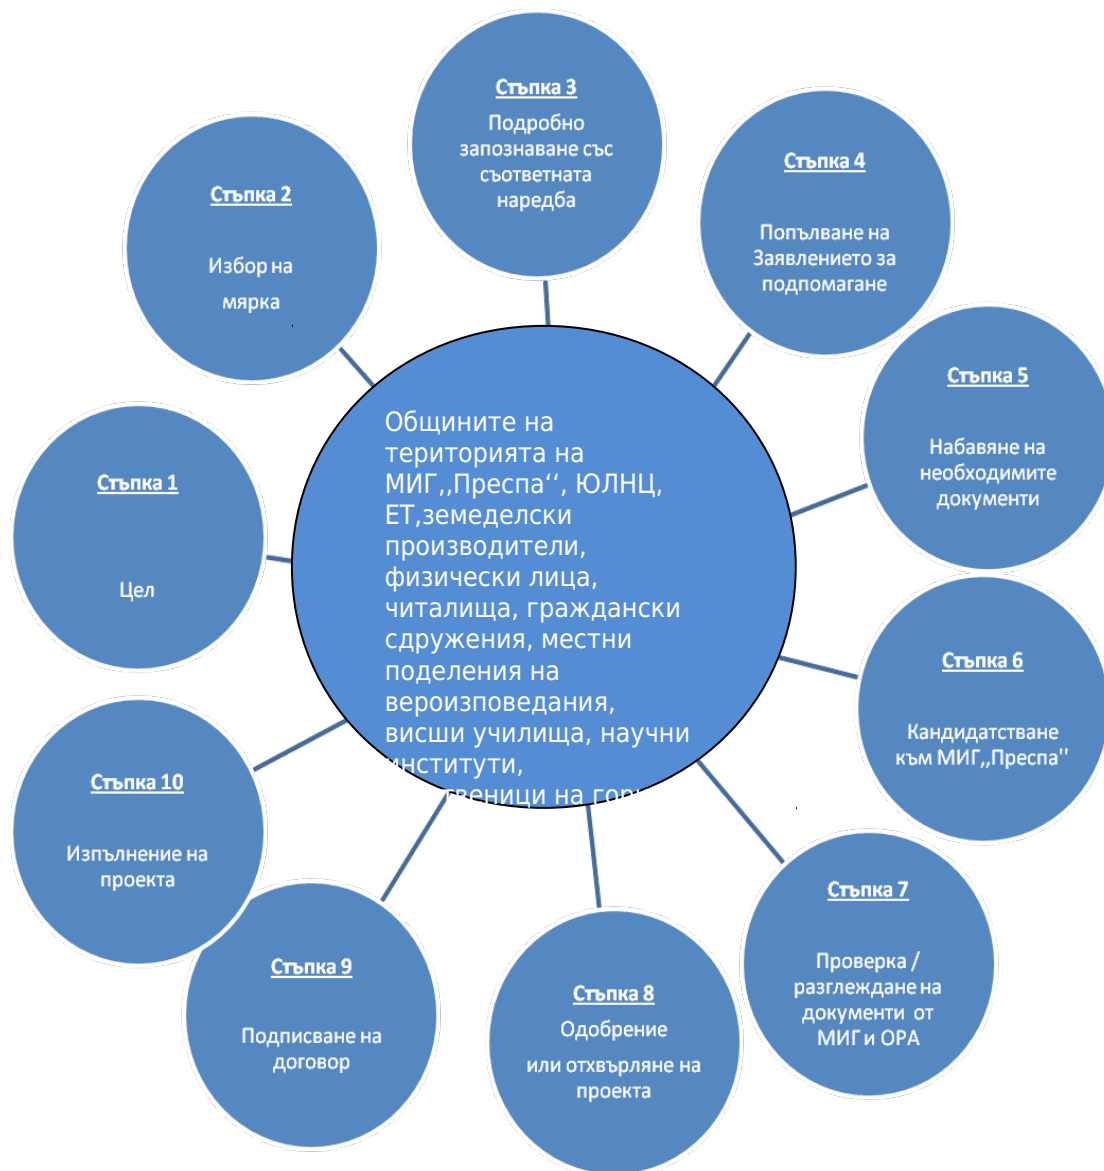 Стъпка 1
Цел
Стъпка 2
Избор на
мярка
Стъпка 3
Подробно
запознаване със
съответната
наредба
Стъпка 4
Попълване на
Заявлението за
подпомагане
Стъпка 5
Набавяне на
необходимите
документи
Стъпка 6
Кандидатстване
към МИГ,,Преспа"
Стъпка 7
Проверка /
разглеждане на
документи от
МИГ и ОРА
Стъпка 8
Одобрение
или отхвърляне на
проекта
Стъпка 9
Подписване на
договор
Стъпка 10
Изпълнение на
проекта
Общините на
територията на
МИГ,,Преспа‘‘, ЮЛНЦ,
ЕТ,земеделски
производители,
физически лица,
читалища, граждански
сдружения, местни
поделения на
вероизповедания,
висши училища, научни
институти,
на